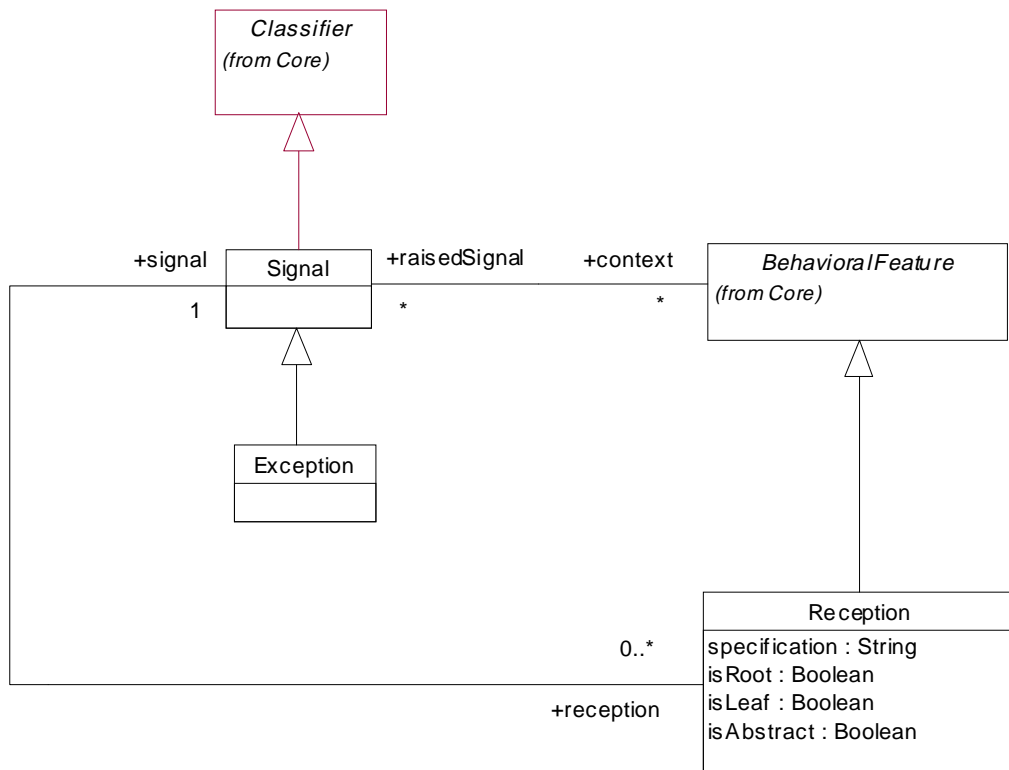 Classifier
(from Core)
+signal
Signal
+raisedSignal
+context
BehavioralFeature
(from Core)
1
*
*
Exception
Reception
0..*
specification : String
isRoot : Boolean
isLeaf : Boolean
+reception
isAbstract : Boolean